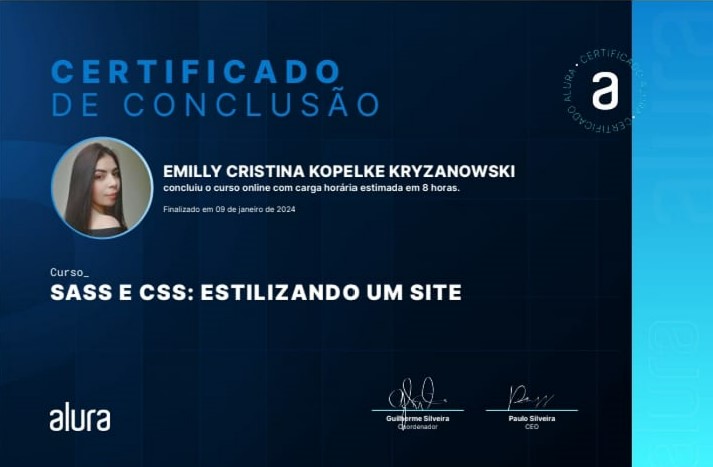 CERTIFICADO
DE CONCLUSÃO
ALURA • CERTIFICADO ALURA • CERTIFICADO
a
EMILLY CRISTINA KOPELKE KRYZANOWSKI
concluiu o curso online com carga horária estimada em 8 horas.
Finalizado em 09 de janeiro de 2024
Curso_
SASS E CSS: ESTILIZANDO UM SITE
alura
Guilherme Silveira
Coordenador
Paulo Silveira
CEO
alura
alura